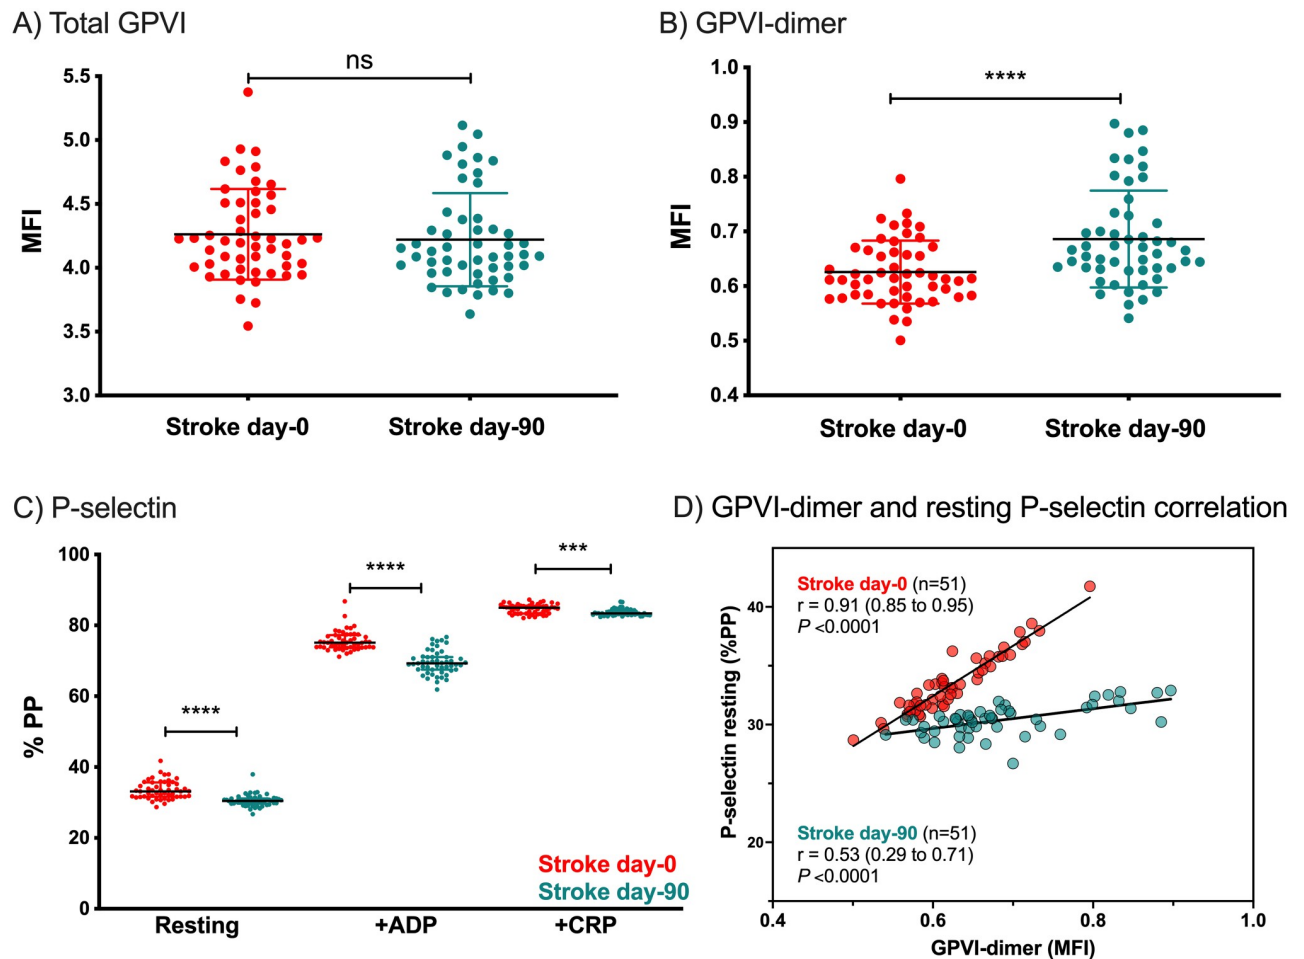 A) Total GPVI
ns
5.5
5.0
4.5
4.0
3.5
3.0
MFI
Stroke day-0
Stroke day-90
B) GPVI-dimer
****
1.0
0.9
0.8
0.7
0.6
0.5
0.4
MFI
Stroke day-0
Stroke day-90
C) P-selectin
****
****
***
100
80
60
40
20
0
% PP
Stroke day-0
Stroke day-90
Resting
+ADP
+CRP
D) GPVI-dimer and resting P-selectin correlation
Stroke day-0 (n=51)
r = 0.91 (0.85 to 0.95)
P <0.0001
Stroke day-90 (n=51)
r = 0.53 (0.29 to 0.71)
P <0.0001
40
30
20
P-selectin resting (%PP)
0.4
0.6
0.8
1.0
GPVI-dimer (MFI)